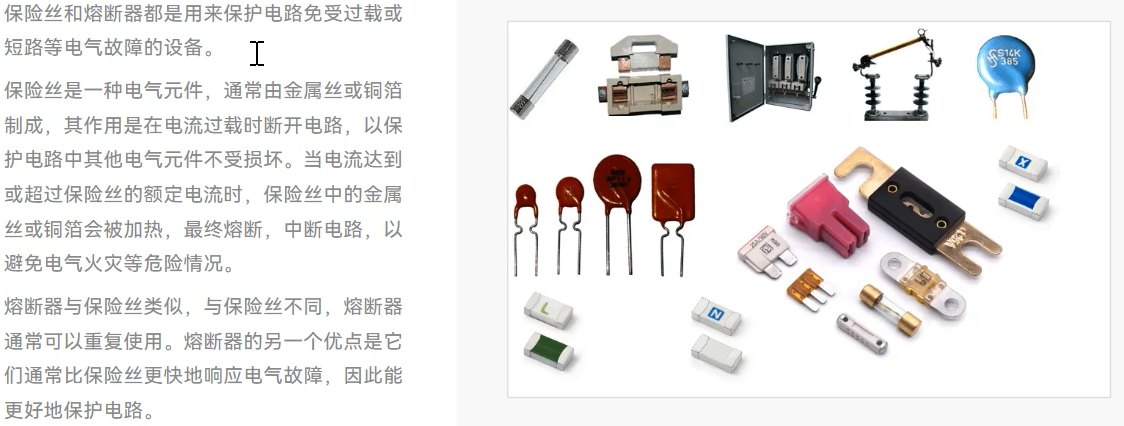 保险丝和熔断器都是用来保护电路免受过载或
短路等电气故障的设备。
保险丝是一种电气元件，通常由金属丝或铜箔
制成，其作用是在电流过载时断开电路，以保
护电路中其他电气元件不受损坏。当电流达到
或超过保险丝的额定电流时，保险丝中的金属
丝或铜箔会被加热，最终熔断，中断电路，以
避免电气火灾等危险情况。
熔断器与保险丝类似，与保险丝不同，熔断器
通常可以重复使用。熔断器的另一个优点是它
们通常比保险丝更快地响应电气故障，因此能
更好地保护电路。
S14K
385
X
L
N